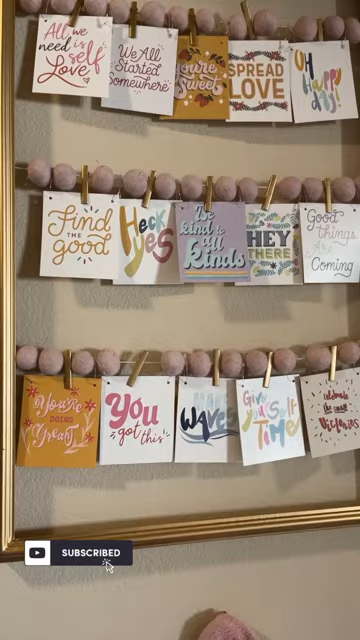 All we
need is self
Love
We All
Started
Somewhere
You're
Sweet
SPREAD
LOVE
Oh
happy
day!
Find
THE
good
Heck
yes
Be
kind to
all
kinds
HEY
THERE
Good
things
Are
Coming
You're
DOING
Great
You
got this
MAKE
WAVES
Give
yourself
Time
celebrate
the small
Victories
SUBSCRIBED